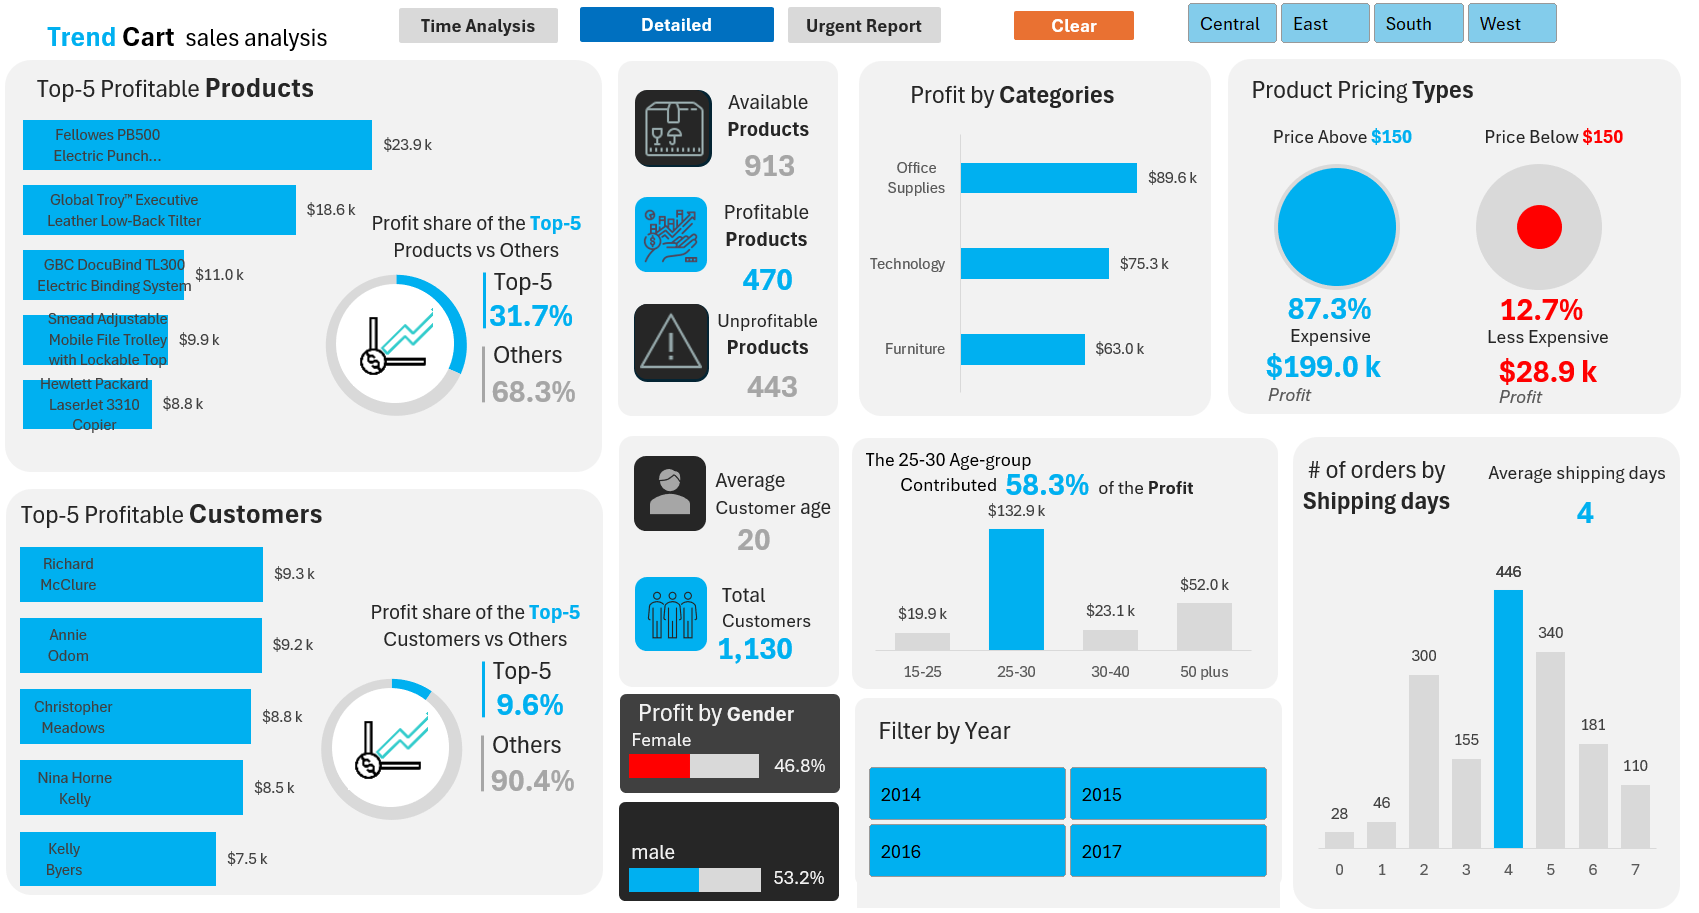 Trend Cart sales analysis
Time Analysis
Detailed
Urgent Report
Clear
Central
East
South
West
Top-5 Profitable Products
Fellowes PB500
Electric Punch...
$23.9 k
Global Troy™ Executive
Leather Low-Back Tilter
$18.6 k
GBC DocuBind TL300
Electric Binding System
$11.0 k
Smead Adjustable
Mobile File Trolley
with Lockable Top
$9.9 k
Hewlett Packard
LaserJet 3310
Copier
$8.8 k
Profit share of the Top-5
Products vs Others
Top-5
31.7%
Others
68.3%
Available
Products
913
Profitable
Products
470
Unprofitable
Products
443
Profit by Categories
Office
Supplies
$89.6 k
Technology
$75.3 k
Furniture
$63.0 k
Product Pricing Types
Price Above $150
87.3%
Expensive
$199.0 k
Profit
Price Below $150
12.7%
Less Expensive
$28.9 k
Profit
Top-5 Profitable Customers
Richard
McClure
$9.3 k
Annie
Odom
$9.2 k
Christopher
Meadows
$8.8 k
Nina Horne
Kelly
$8.5 k
Kelly
Byers
$7.5 k
Profit share of the Top-5
Customers vs Others
Top-5
9.6%
Others
90.4%
Average
Customer age
20
Total
Customers
1,130
Profit by Gender
Female
46.8%
male
53.2%
The 25-30 Age-group
Contributed 58.3% of the Profit
$19.9 k
$132.9 k
$23.1 k
$52.0 k
15-25
25-30
30-40
50 plus
Filter by Year
2014
2015
2016
2017
# of orders by
Shipping days
Average shipping days
4
28
46
300
155
446
340
181
110
0
1
2
3
4
5
6
7